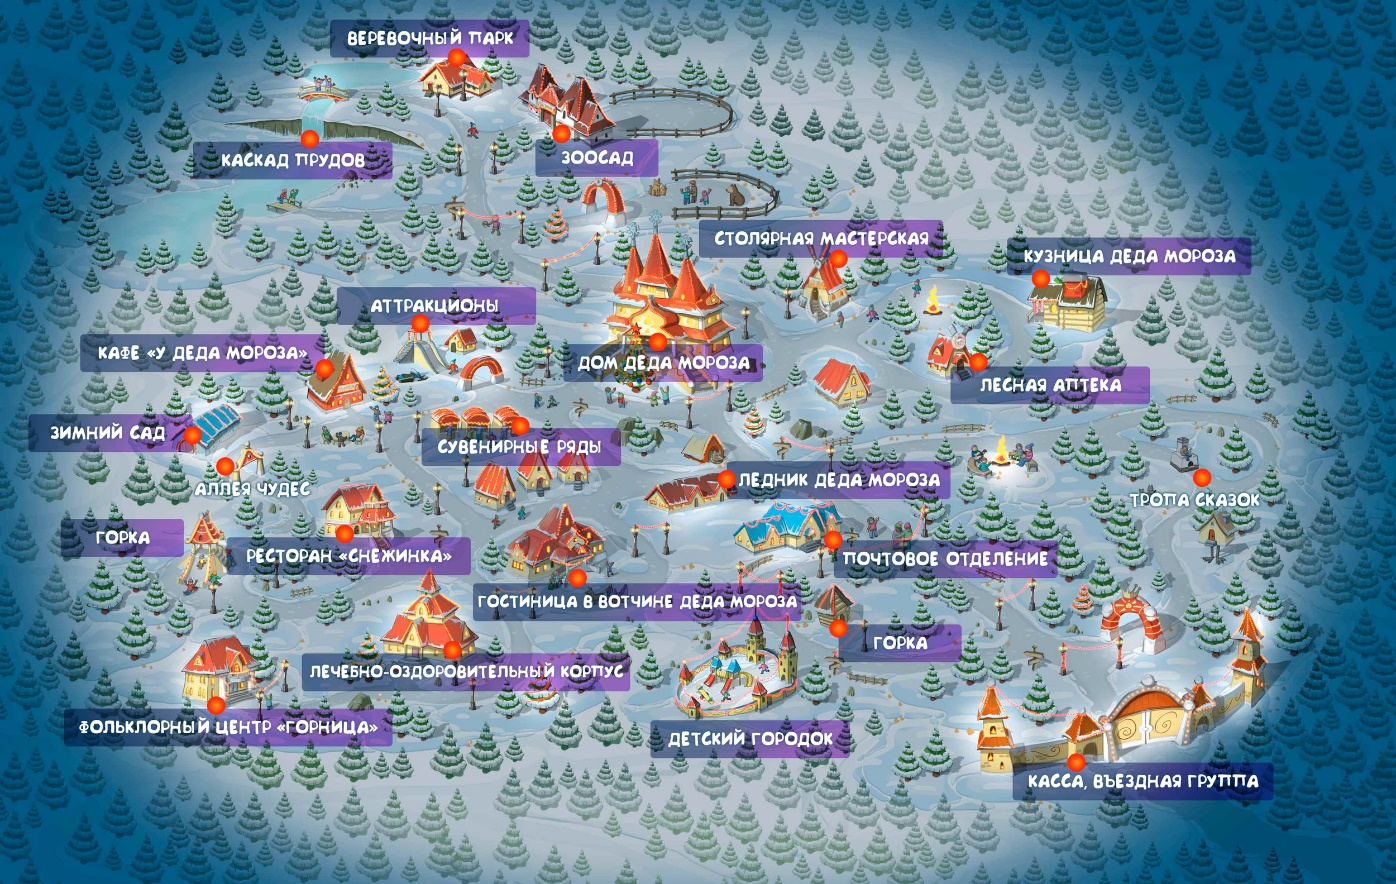 ВЕРЕВОЧНЫЙ ПАРК
КАСКАД ПРУДОВ
ЗООСАД
СТОЛЯРНАЯ МАСТЕРСКАЯ
КУЗНИЦА ДЕДА МОРОЗА
АТТРАКЦИОНЫ
КАФЕ «У ДЕДА МОРОЗА»
ДОМ ДЕДА МОРОЗА
ЛЕСНАЯ АПТЕКА
ЗИМНИЙ САД
СУВЕНИРНЫЕ РЯДЫ
АЛЛЕЯ ЧУДЕС
ЛЕДНИК ДЕДА МОРОЗА
ТРОПА СКАЗОК
ГОРКА
РЕСТОРАН «СНЕЖИНКА»
ПОЧТОВОЕ ОТДЕЛЕНИЕ
ГОСТИНИЦА В ВОТЧИНЕ ДЕДА МОРОЗА
ГОРКА
ЛЕЧЕБНО-ОЗДОРОВИТЕЛЬНЫЙ КОРПУС
ФОЛЬКЛОРНЫЙ ЦЕНТР «ГОРНИЦА»
ДЕТСКИЙ ГОРОДОК
КАССА, ВЪЕЗДНАЯ ГРУППА